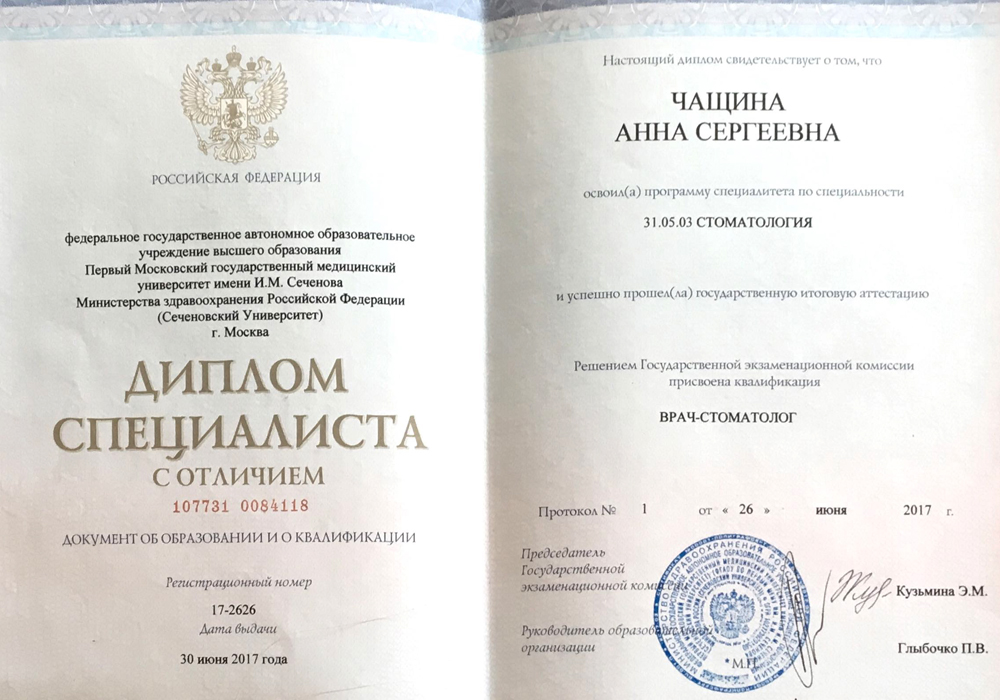 РОССИЙСКАЯ ФЕДЕРАЦИЯ
федеральное государственное автономное образовательное
учреждение высшего образования
Первый Московский государственный медицинский
университет имени И.М. Сеченова
Министерства здравоохранения Российской Федерации
(Сеченовский Университет)
г. Москва
ДИПЛОМ
СПЕЦИАЛИСТА
С ОТЛИЧИЕМ
107731 0084118
ДОКУМЕНТ ОБ ОБРАЗОВАНИИ И О КВАЛИФИКАЦИИ
Регистрационный номер
17-2626
Дата выдачи
30 июня 2017 года
Настоящий диплом свидетельствует о том, что
ЧАЩИНА
АННА СЕРГЕЕВНА
освоил(а) программу специалитета по специальности
31.05.03 СТОМАТОЛОГИЯ
и успешно прошел(ла) государственную итоговую аттестацию
Решением Государственной экзаменационной комиссии
присвоена квалификация
ВРАЧ-СТОМАТОЛОГ
Протокол № 1 от « 26 » июня 2017 г.
Председатель
Государственной
экзаменационной комиссии
Кузьмина Э.М.
Руководитель образовательной
организации
Глыбочко П.В.
М.П.